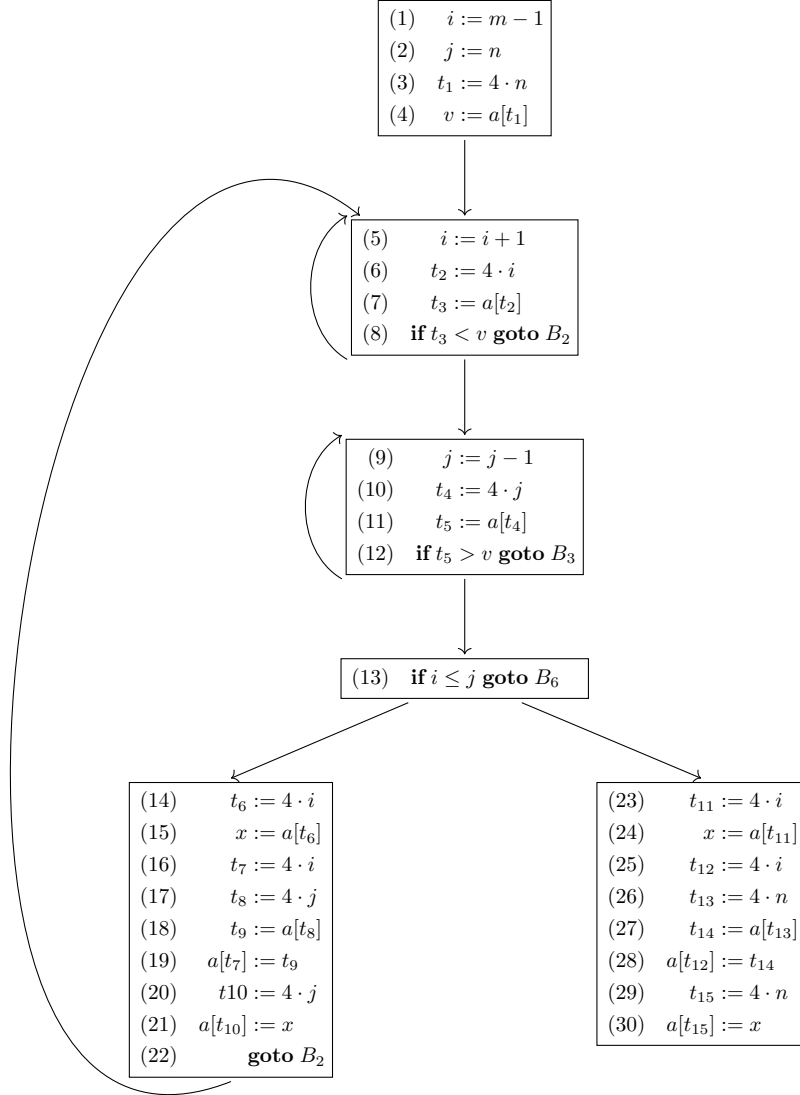 (1) i := m − 1
(2) j := n
(3) t₁ := 4 · n
(4) v := a[t₁]
(5) i := i + 1
(6) t₂ := 4 · i
(7) t₃ := a[t₂]
(8) if t₃ < v goto B₂
(9) j := j − 1
(10) t₄ := 4 · j
(11) t₅ := a[t₄]
(12) if t₅ > v goto B₃
(13) if i ≤ j goto B₆
(14) t₆ := 4 · i
(15) x := a[t₆]
(16) t₇ := 4 · i
(17) t₈ := 4 · j
(18) t₉ := a[t₈]
(19) a[t₇] := t₉
(20) t10 := 4 · j
(21) a[t₁₀] := x
(22) goto B₂
(23) t₁₁ := 4 · i
(24) x := a[t₁₁]
(25) t₁₂ := 4 · i
(26) t₁₃ := 4 · n
(27) t₁₄ := a[t₁₃]
(28) a[t₁₂] := t₁₄
(29) t₁₅ := 4 · n
(30) a[t₁₅] := x